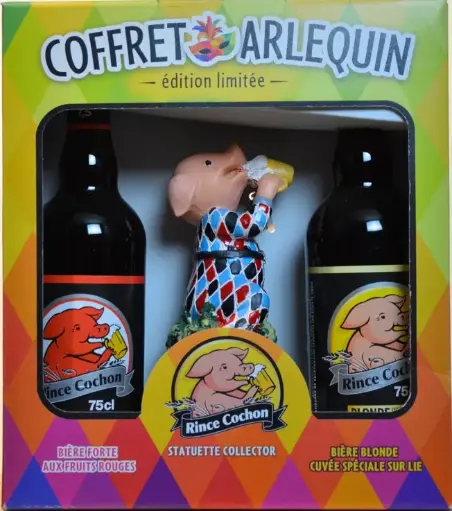 COFFRET ARLEQUIN
édition limitée
Rince Cochon
75cl
Rince Cochon
75
BLONDE
Rince Cochon
BIÈRE FORTE
AUX FRUITS ROUGES
STATUETTE COLLECTOR
BIÈRE BLONDE
CUVÉE SPÉCIALE SUR LIE